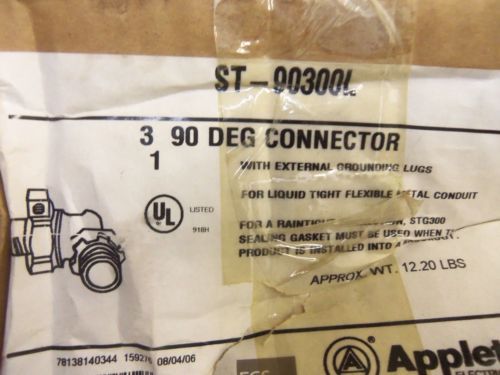 ST-90300L
3 90 DEG CONNECTOR
1
WITH EXTERNAL GROUNDING LUGS
FOR LIQUID TIGHT FLEXIBLE METAL CONDUIT
UL LISTED
918H
FOR A RAINTIGHT STG300
SEALING GASKET MUST BE USED WHEN
PRODUCT IS INSTALLED INTO A
APPROX. WT. 12.20 LBS
78138140344 08/04/06
EGS
A Applet